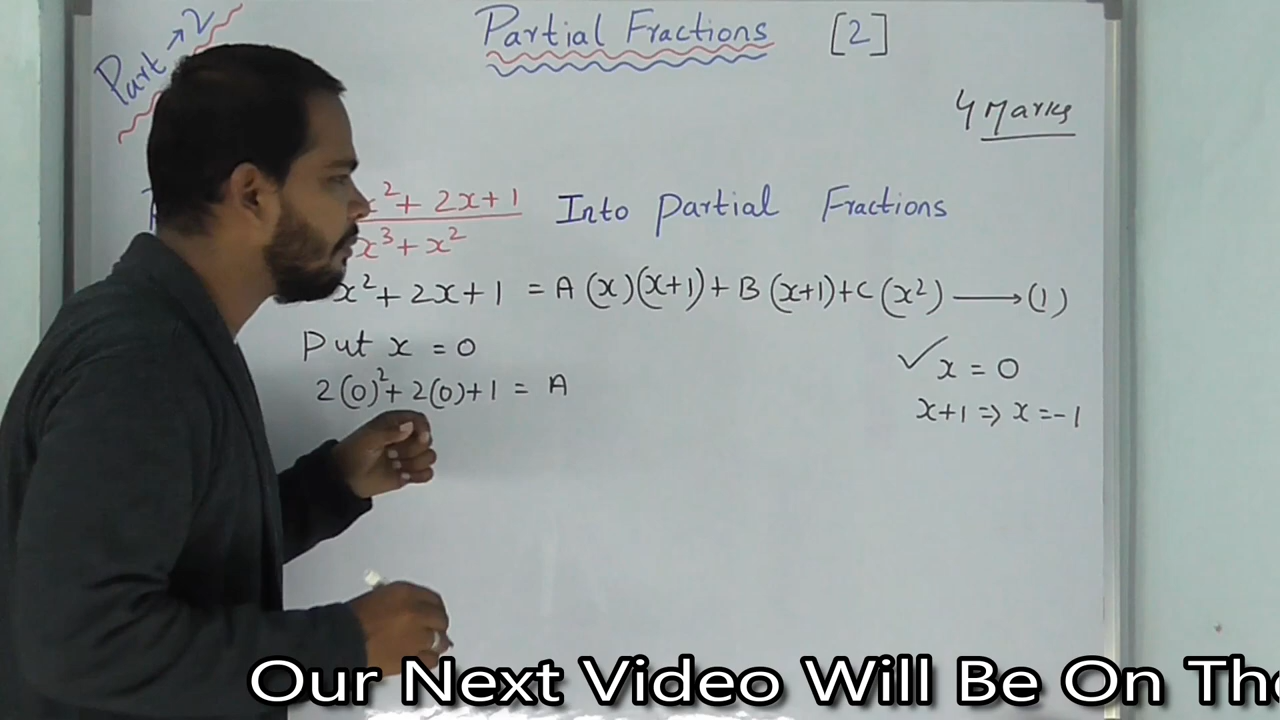 Part → 2
Partial Fractions [2]
4 Marks
x² + 2x + 1 / x³ + x² Into Partial Fractions
x² + 2x + 1 = A (x)(x+1) + B (x+1) + C (x²) ⟶ (1)
Put x = 0
2(0)² + 2(0) + 1 = A
✓ x = 0
x+1 ⇒ x = -1
Our Next Video Will Be On The